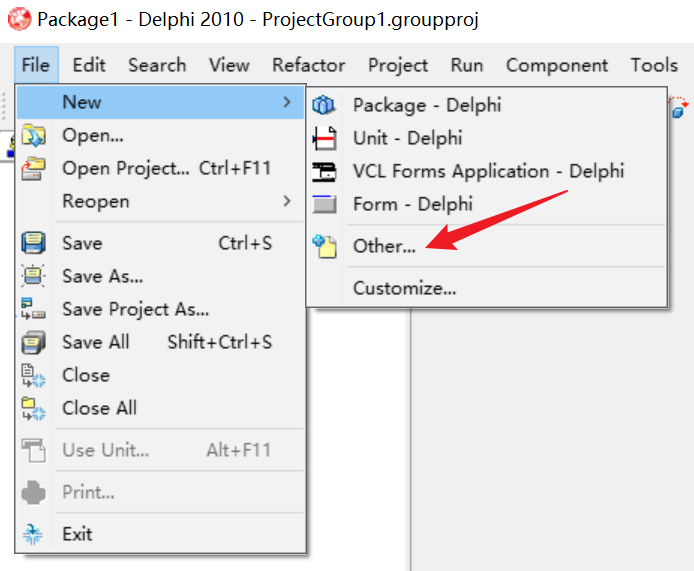 Package1 - Delphi 2010 - ProjectGroup1.groupproj
File Edit Search View Refactor Project Run Component Tools
New
Open...
Open Project... Ctrl+F11
Reopen
Save Ctrl+S
Save As...
Save Project As...
Save All Shift+Ctrl+S
Close
Close All
Use Unit... Alt+F11
Print...
Exit
Package - Delphi
Unit - Delphi
VCL Forms Application - Delphi
Form - Delphi
Other...
Customize...